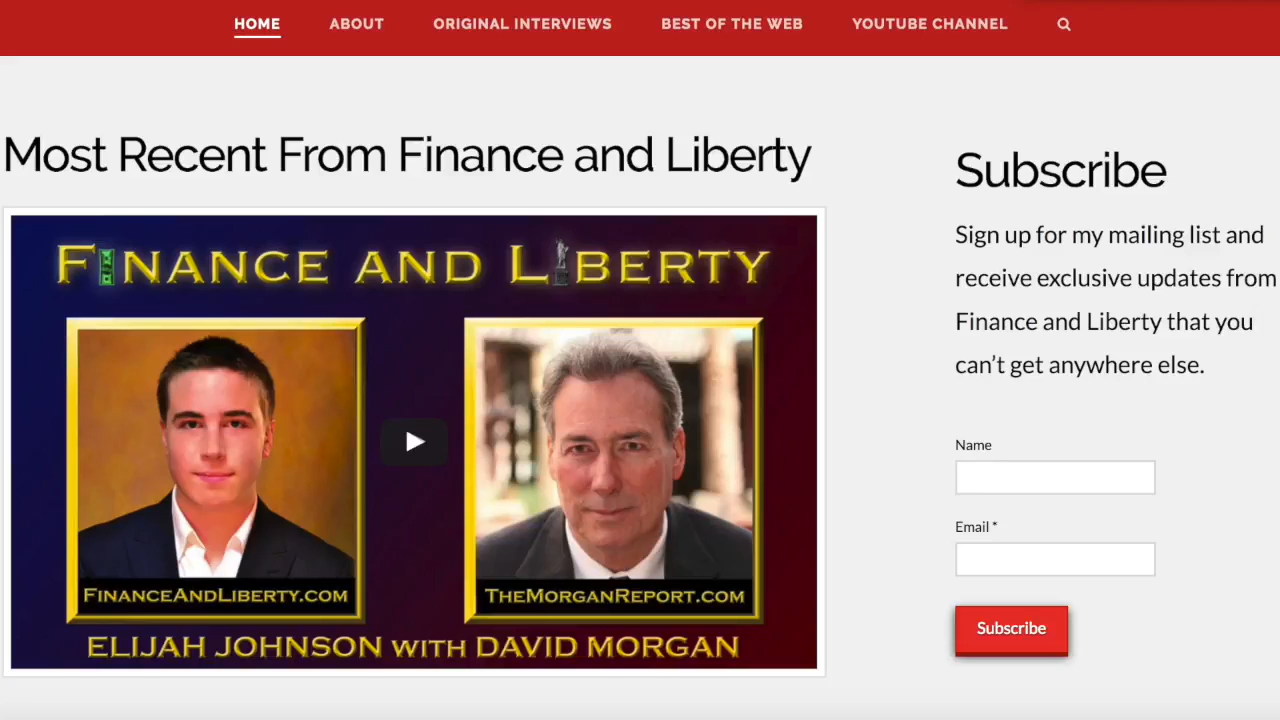 HOME ABOUT ORIGINAL INTERVIEWS BEST OF THE WEB YOUTUBE CHANNEL
Most Recent From Finance and Liberty
FINANCE AND LIBERTY
FINANCEANDLIBERTY.COM
THEMORGANREPORT.COM
ELIJAH JOHNSON WITH DAVID MORGAN
Subscribe
Sign up for my mailing list and
receive exclusive updates from
Finance and Liberty that you
can’t get anywhere else.
Name
Email *
Subscribe